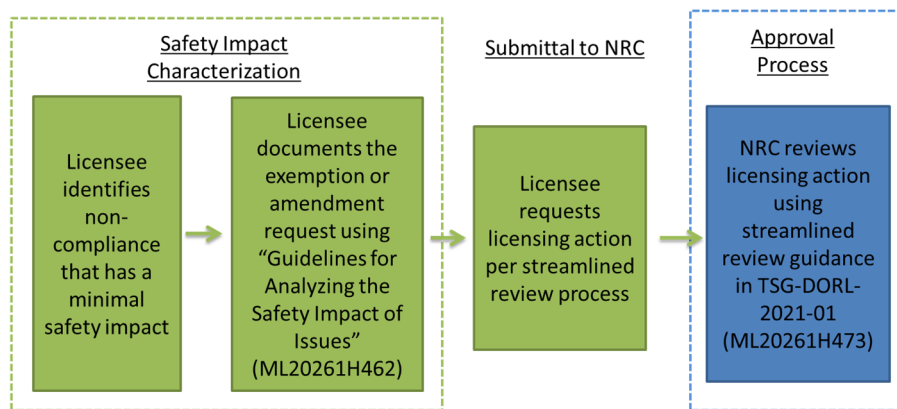 Safety Impact
Characterization
Licensee
identifies
non-
compliance
that has a
minimal
safety impact
Licensee
documents the
exemption or
amendment
request using
“Guidelines for
Analyzing the
Safety Impact of
Issues”
(ML20261H462)
Submittal to NRC
Licensee
requests
licensing action
per streamlined
review process
Approval
Process
NRC reviews
licensing action
using
streamlined
review guidance
in TSG-DORL-
2021-01
(ML20261H473)